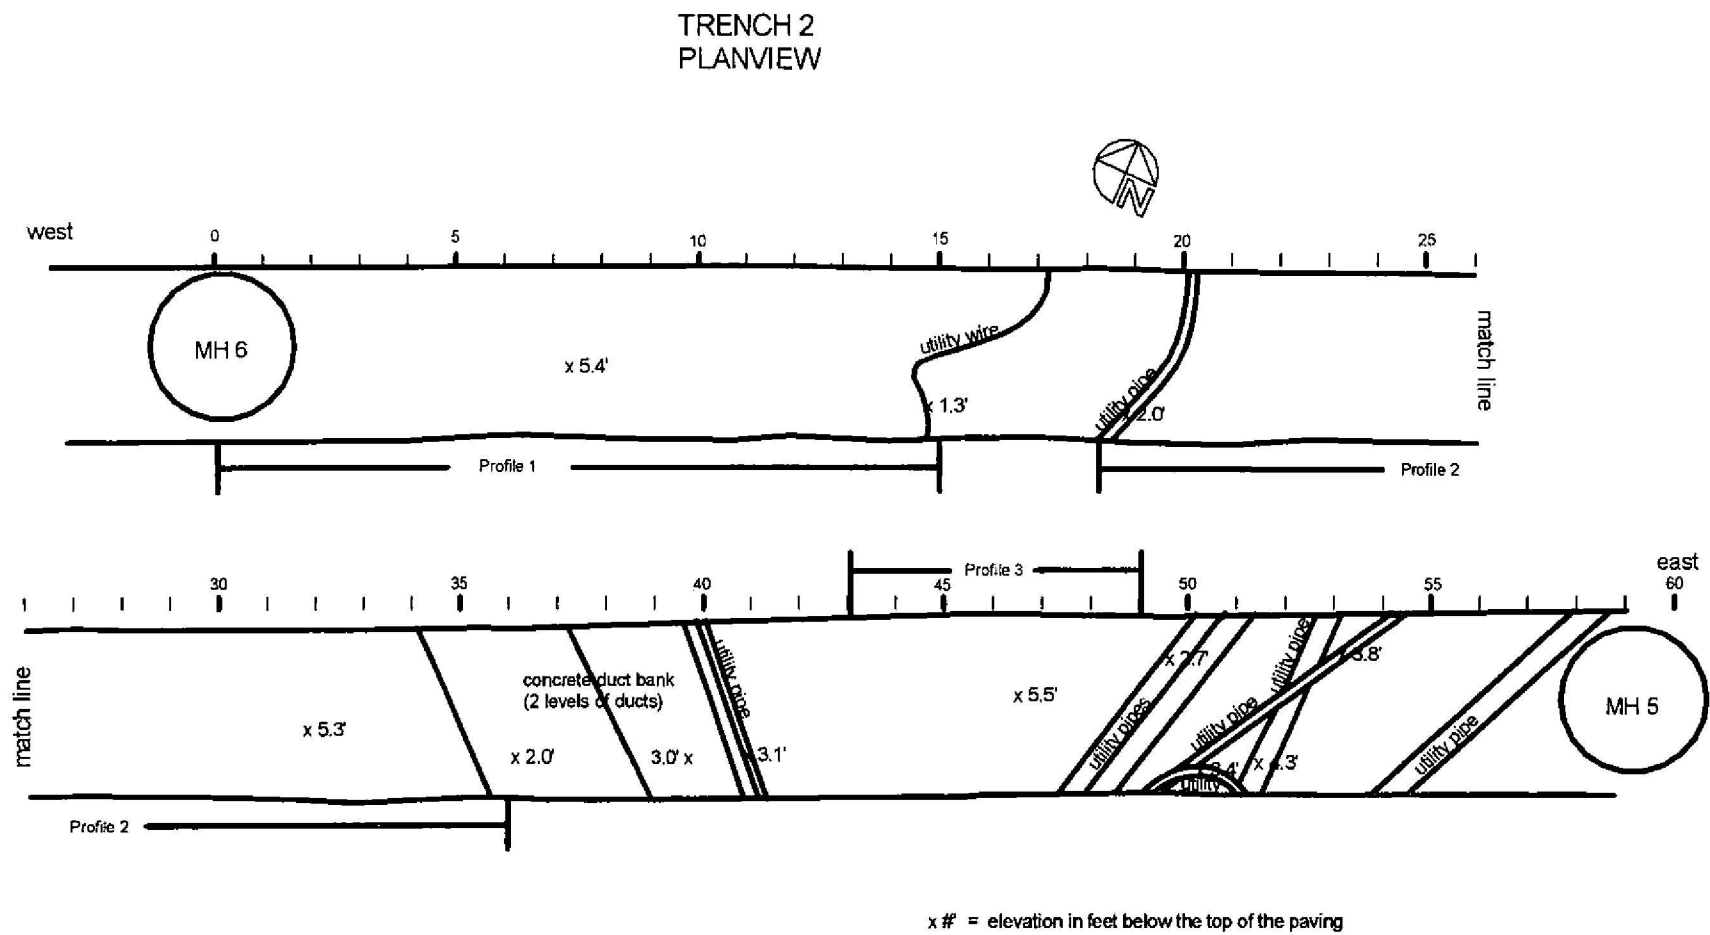 TRENCH 2
PLANVIEW
N
west
0 5 10 15 20 25
MH 6
x 5.4'
utility wire
x 1.3'
utility pipe
x 2.0'
match line
Profile 1
Profile 2
Profile 3
east
30 35 40 45 50 55 60
match line
x 5.3'
concrete duct bank
(2 levels of ducts)
x 2.0'
3.0' x
utility pipe
x 3.1'
x 5.5'
x 2.7'
utility pipes
utility pipe
utility pipe
3.8'
3.4'
utility
x 4.3'
utility pipe
MH 5
Profile 2
x #' = elevation in feet below the top of the paving